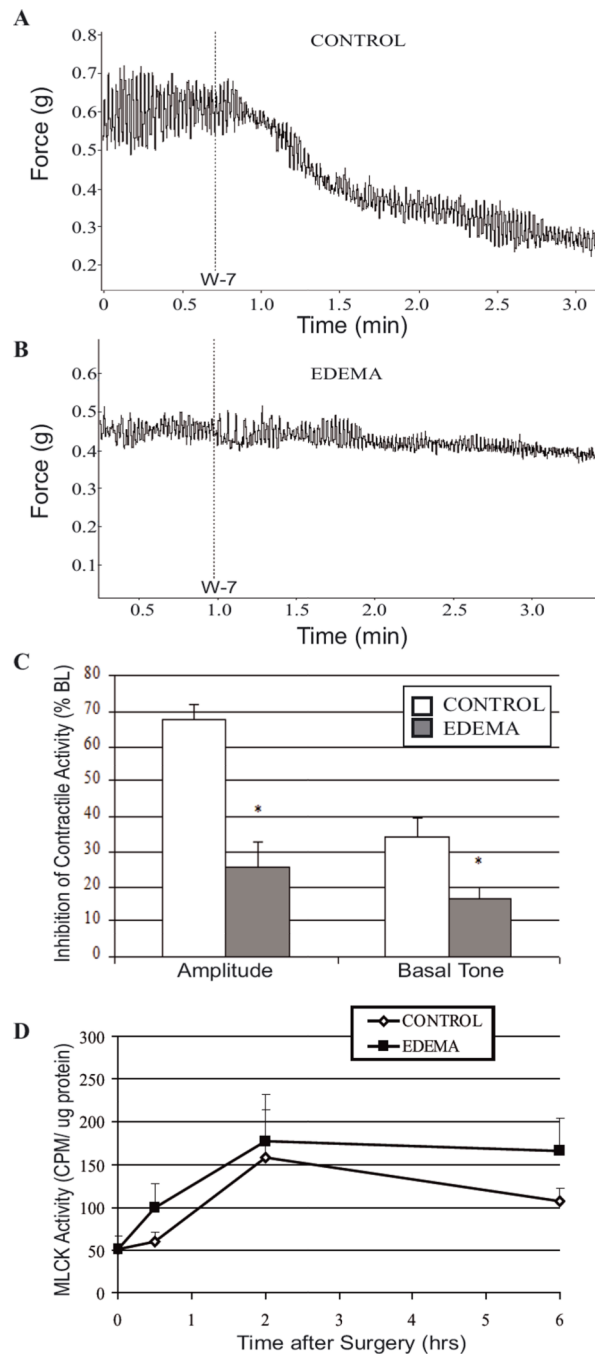 A
CONTROL
Force (g)
0.8
0.7
0.6
0.5
0.4
0.3
0.2
W-7
0 0.5 1.0 1.5 2.0 2.5 3.0
Time (min)
B
EDEMA
Force (g)
0.6
0.5
0.4
0.3
0.2
0.1
W-7
0.5 1.0 1.5 2.0 2.5 3.0
Time (min)
C
Inhibition of Contractile Activity (% BL)
80
70
60
50
40
30
20
10
0
CONTROL
EDEMA
*
*
Amplitude Basal Tone
D
CONTROL
EDEMA
MLCK Activity (CPM/ ug protein)
300
250
200
150
100
50
0
0 1 2 3 4 5 6
Time after Surgery (hrs)